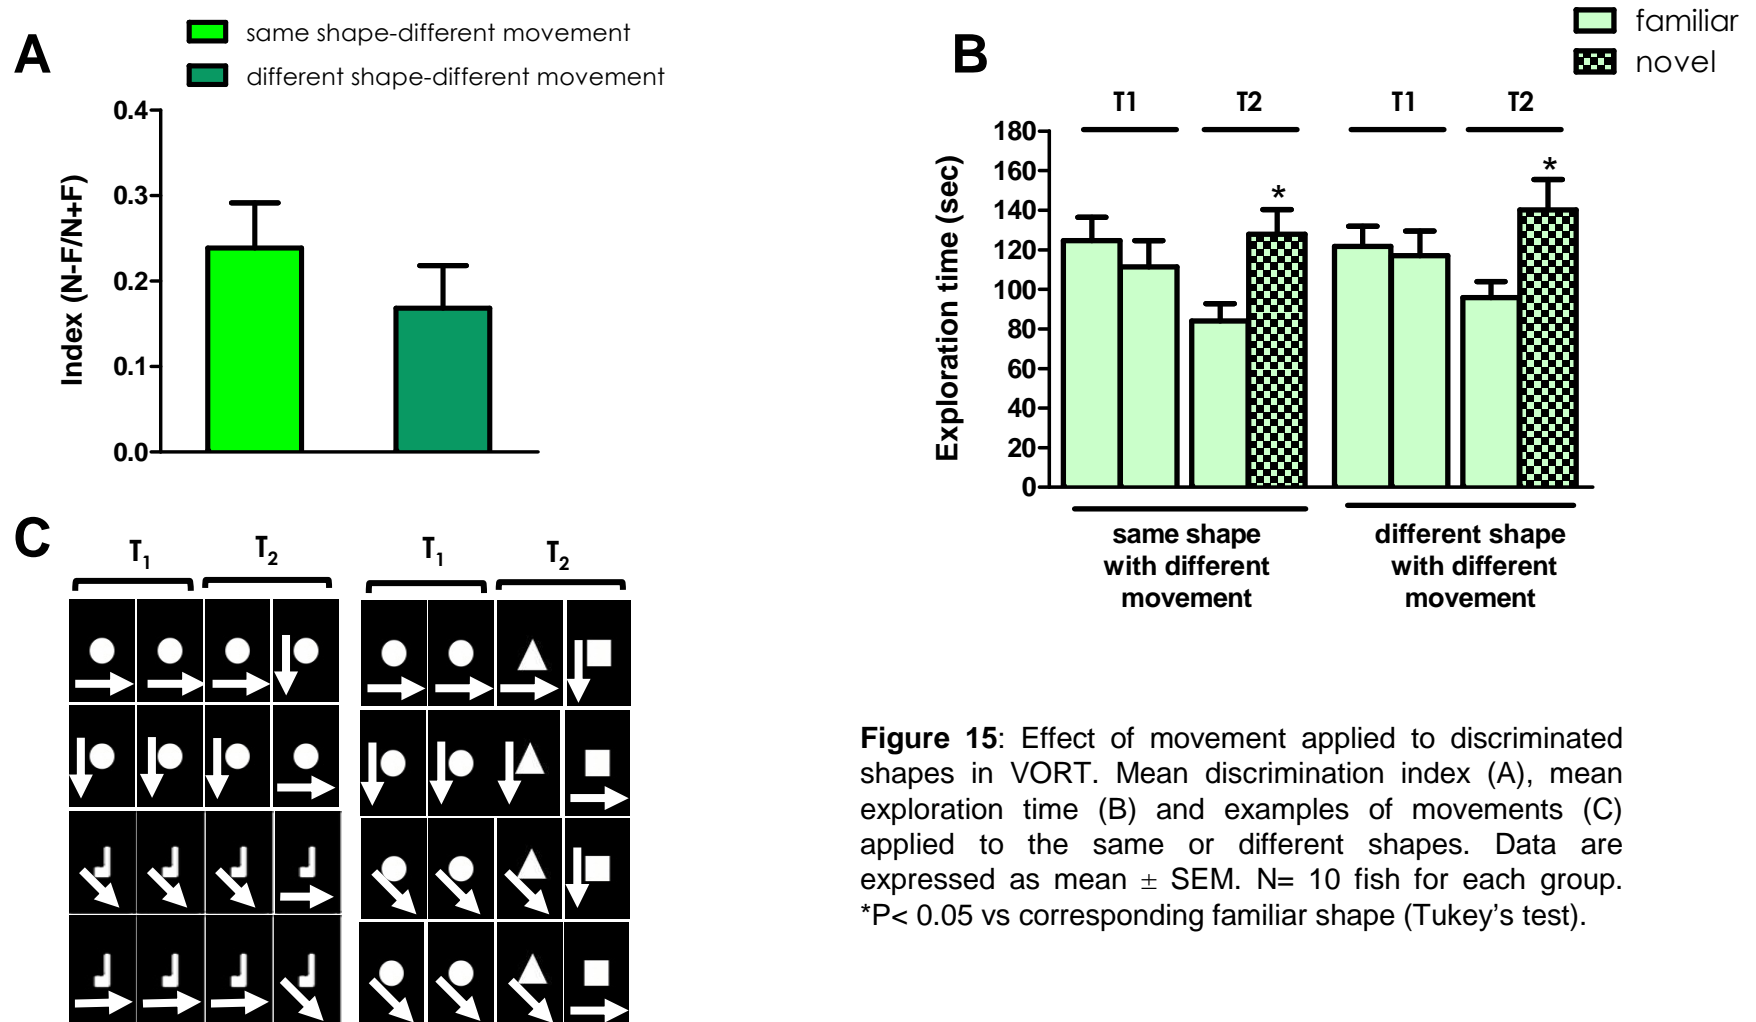 A
same shape-different movement
different shape-different movement
Index (N-F/N+F)
0.4
0.3
0.2
0.1
0.0
B
familiar
novel
T1 T2 T1 T2
Exploration time (sec)
180
160
140
120
100
80
60
40
20
0
*
*
same shape
with different
movement
different shape
with different
movement
C
T1 T2 T1 T2
Figure 15: Effect of movement applied to discriminated
shapes in VORT. Mean discrimination index (A), mean
exploration time (B) and examples of movements (C)
applied to the same or different shapes. Data are
expressed as mean ± SEM. N= 10 fish for each group.
*P< 0.05 vs corresponding familiar shape (Tukey's test).